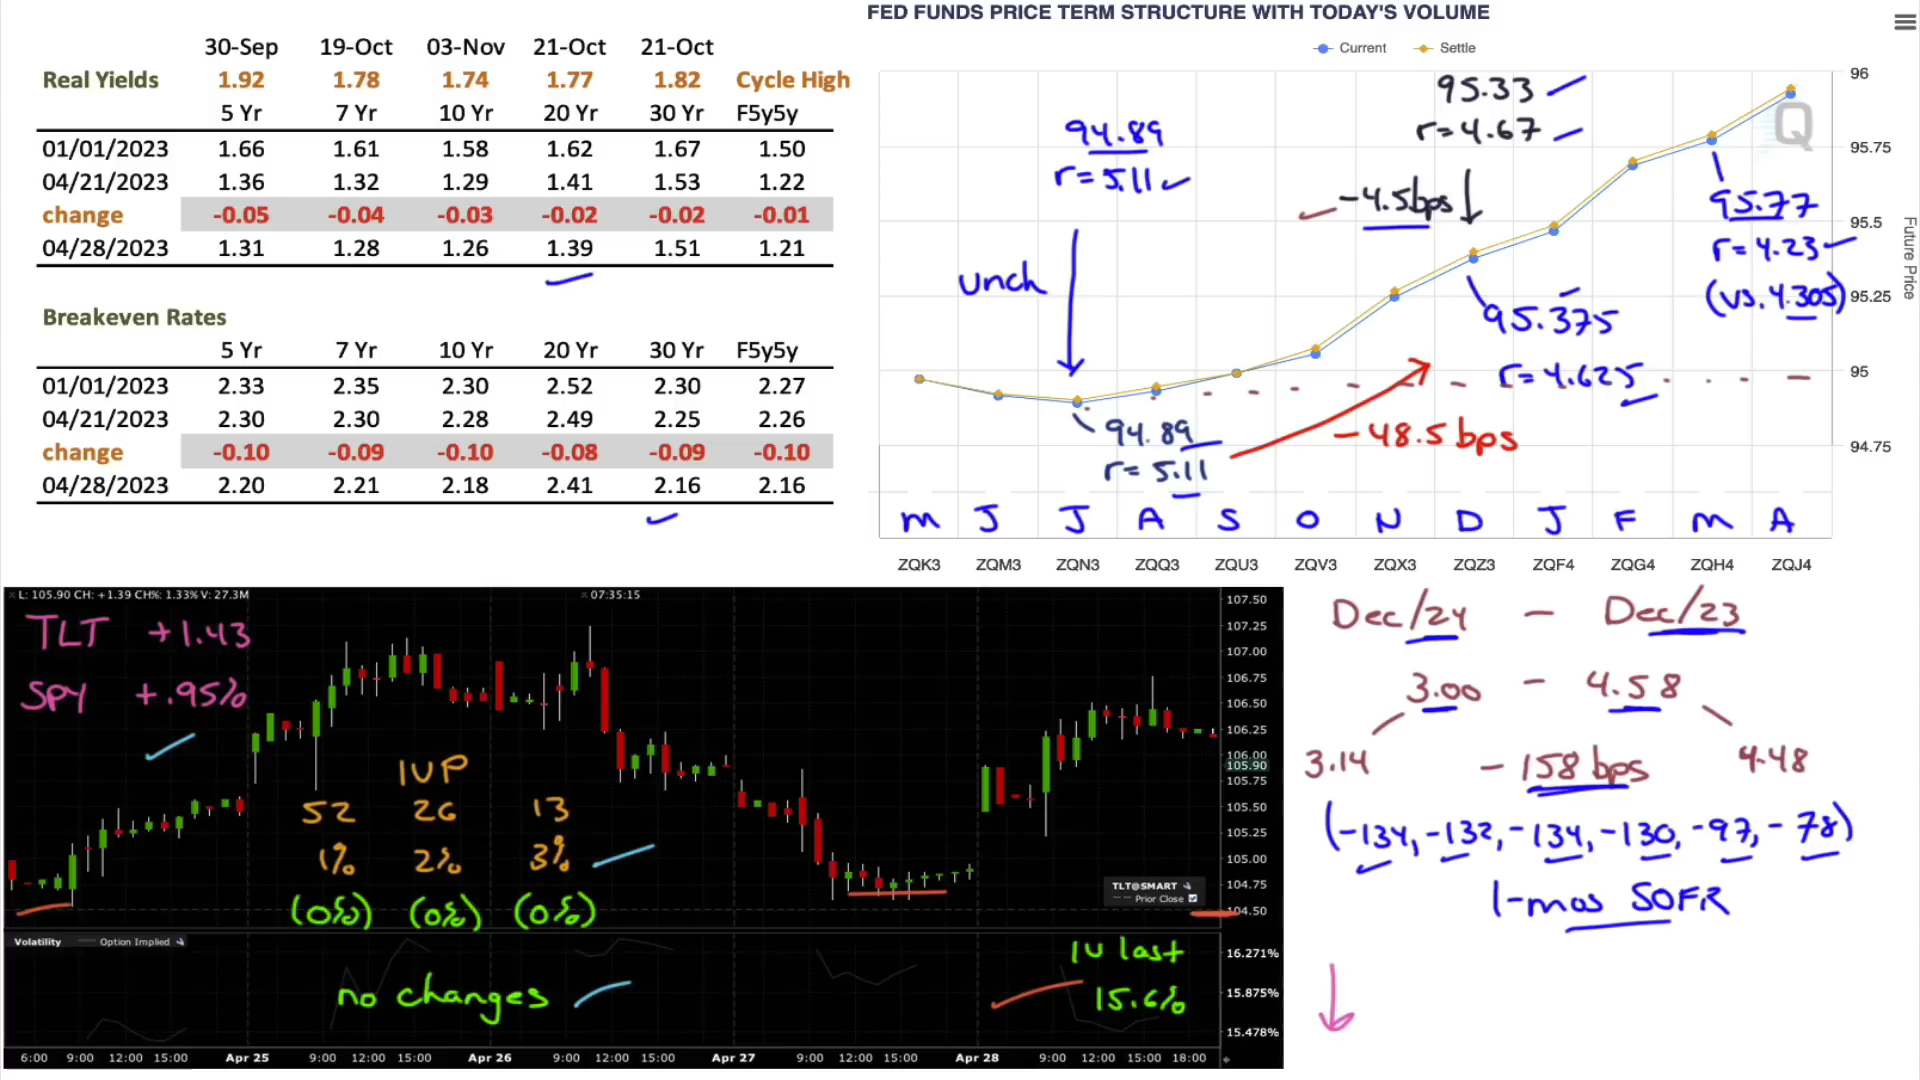 30-Sep 19-Oct 03-Nov 21-Oct 21-Oct
Real Yields 1.92 1.78 1.74 1.77 1.82 Cycle High
5 Yr 7 Yr 10 Yr 20 Yr 30 Yr F5y5y
01/01/2023 1.66 1.61 1.58 1.62 1.67 1.50
04/21/2023 1.36 1.32 1.29 1.41 1.53 1.22
change -0.05 -0.04 -0.03 -0.02 -0.02 -0.01
04/28/2023 1.31 1.28 1.26 1.39 1.51 1.21
Breakeven Rates
5 Yr 7 Yr 10 Yr 20 Yr 30 Yr F5y5y
01/01/2023 2.33 2.35 2.30 2.52 2.30 2.27
04/21/2023 2.30 2.30 2.28 2.49 2.25 2.26
change -0.10 -0.09 -0.10 -0.08 -0.09 -0.10
04/28/2023 2.20 2.21 2.18 2.41 2.16 2.16
FED FUNDS PRICE TERM STRUCTURE WITH TODAY'S VOLUME
Current Settle
96
95.75
95.5
95.25
95
94.75
Future Price
Q
94.89
r=5.11
unch
95.33
r=4.67
-4.5bps
95.77
r=4.23
(vs. 4.305)
95.375
r=4.625
94.89
r=5.11
-48.5 bps
M J J A S O N D J F M A
ZQK3 ZQM3 ZQN3 ZQQ3 ZQU3 ZQV3 ZQX3 ZQZ3 ZQF4 ZQG4 ZQH4 ZQJ4
L: 105.90 CH: +1.39 CH%: 1.33% V: 27.3M
07:35:15
TLT +1.43
SPY +.95%
IVP
52 26 13
1% 2% 3%
(0%) (0%) (0%)
107.50
107.25
107.00
106.75
106.50
106.25
106.00
105.90
105.75
105.50
105.25
105.00
104.75
104.50
TLT@SMART
Prior Close
Volatility Option Implied
no changes
IV last
15.6%
16.271%
15.875%
15.478%
6:00 9:00 12:00 15:00 Apr 25 9:00 12:00 15:00 Apr 26 9:00 12:00 15:00 Apr 27 9:00 12:00 15:00 Apr 28 9:00 12:00 15:00 18:00
Dec/24 - Dec/23
3.00 - 4.58
3.14 - 158 bps 4.48
(-134, -132, -134, -130, -97, -78)
1-mos SOFR